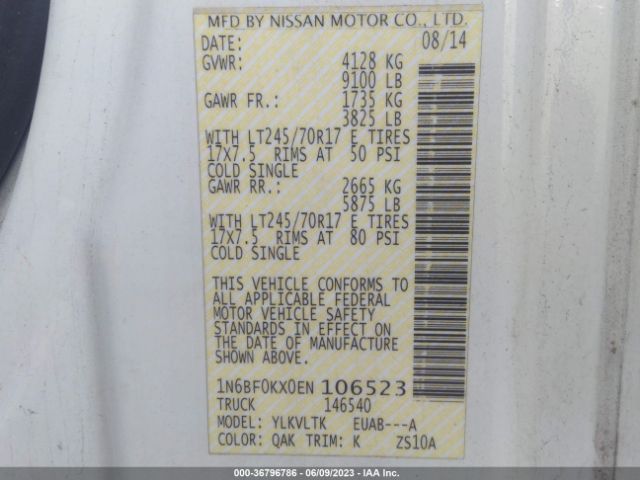 MFD BY NISSAN MOTOR CO., LTD.
DATE: 08/14
GVWR: 4128 KG
9100 LB
GAWR FR.: 1735 KG
3825 LB
WITH LT245/70R17 E TIRES
17X7.5 RIMS AT 50 PSI
COLD SINGLE
GAWR RR.: 2665 KG
5875 LB
WITH LT245/70R17 E TIRES
17X7.5 RIMS AT 80 PSI
COLD SINGLE
THIS VEHICLE CONFORMS TO
ALL APPLICABLE FEDERAL
MOTOR VEHICLE SAFETY
STANDARDS IN EFFECT ON
THE DATE OF MANUFACTURE
SHOWN ABOVE.
1N6BF0KX0EN 106523
TRUCK 146540
MODEL: YLKVLTK EUAB---A
COLOR: QAK TRIM: K ZS10A
000-36796786 - 06/09/2023 - IAA Inc.